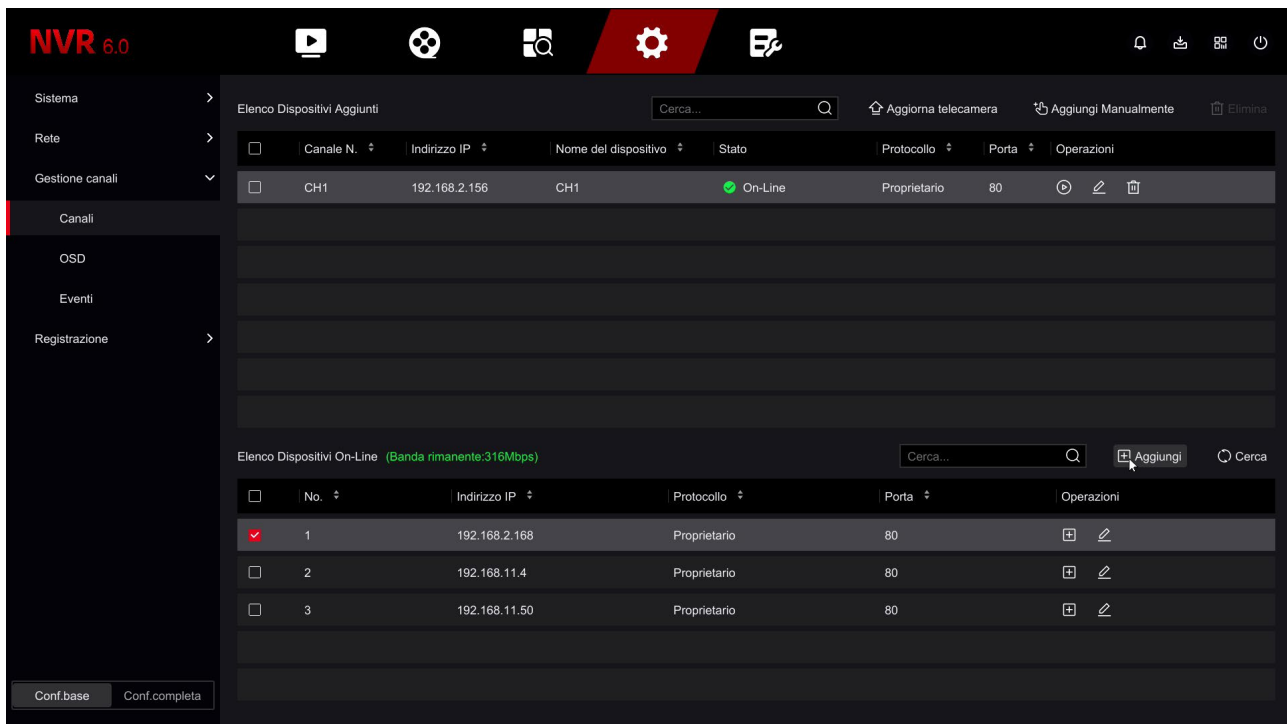 NVR 6.0
Sistema
Rete
Gestione canali
Canali
OSD
Eventi
Registrazione
Conf.base Conf.completa
Elenco Dispositivi Aggiunti Cerca... Aggiorna telecamera Aggiungi Manualmente Elimina
Canale N. Indirizzo IP Nome del dispositivo Stato Protocollo Porta Operazioni
CH1 192.168.2.156 CH1 On-Line Proprietario 80
Elenco Dispositivi On-Line (Banda rimanente:316Mbps) Cerca... Aggiungi Cerca
No. Indirizzo IP Protocollo Porta Operazioni
1 192.168.2.168 Proprietario 80
2 192.168.11.4 Proprietario 80
3 192.168.11.50 Proprietario 80